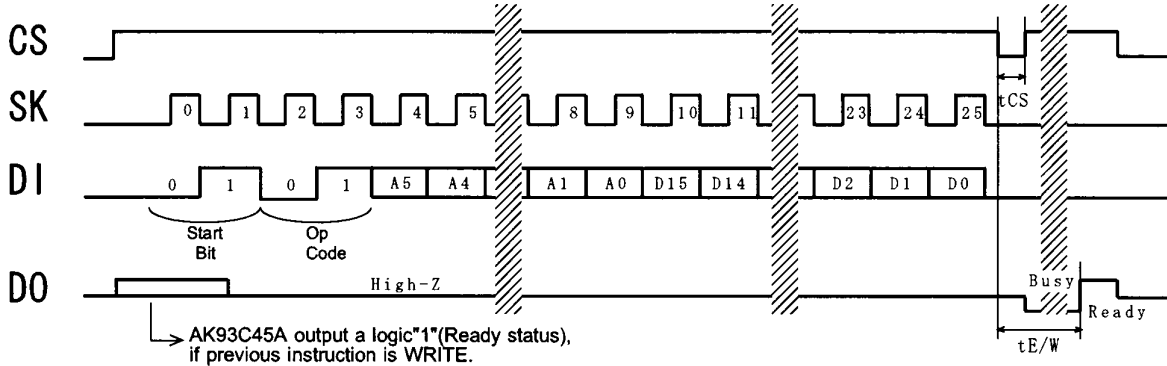 CS
tCS
SK
0 1 2 3 4 5 8 9 10 11 23 24 25
DI
0 1 0 1 A5 A4 A1 A0 D15 D14 D2 D1 D0
Start
Bit
Op
Code
DO
High-Z
Busy
Ready
AK93C45A output a logic"1"(Ready status),
if previous instruction is WRITE.
tE/W